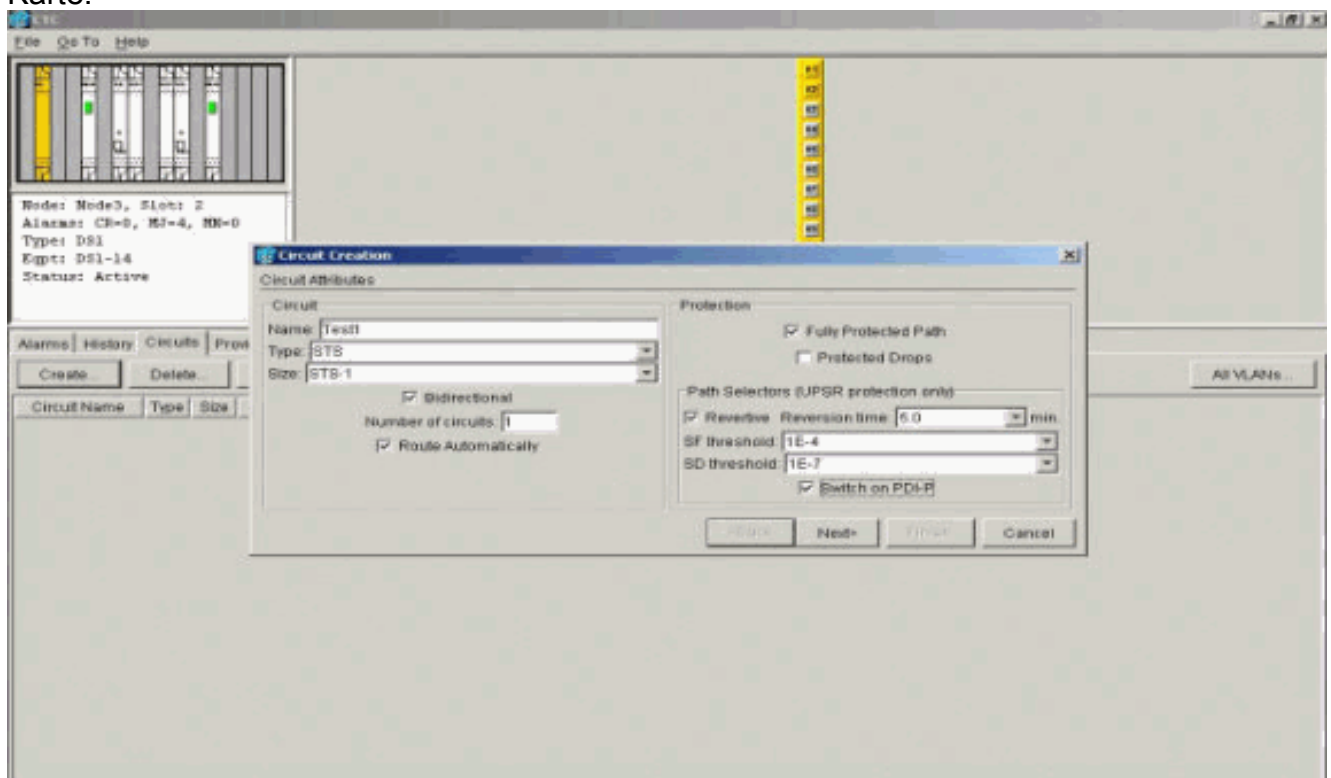 Karte.
CTC
File Go To Help
Node: Node3, Slot: 2
Alarms: CR=0, MJ=4, MN=0
Type: DS1
Eqpt: DS1-14
Status: Active
Circuit Creation
Circuit Attributes
Circuit
Name: Test1
Type: STS
Size: STS-1
Bidirectional
Number of circuits: 1
Route Automatically
Protection
Fully Protected Path
Protected Drops
Path Selectors (UPSR protection only)
Revertive Reversion time 5.0 min.
SF threshold: 1E-4
SD threshold: 1E-7
Switch on PDI-P
Next> Cancel
Alarms History Circuits Provi
Create... Delete... All VLANs...
Circuit Name Type Size